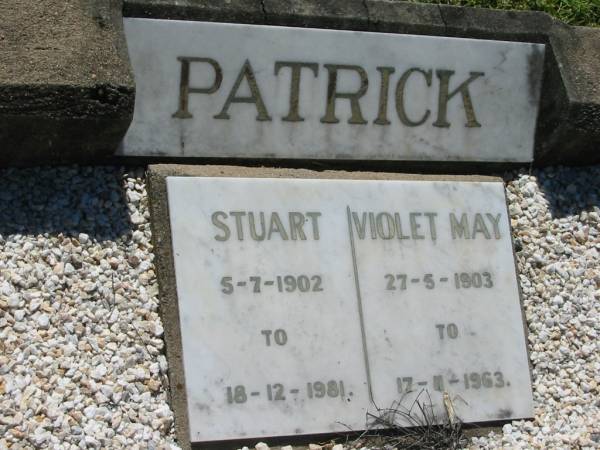 PATRICK
STUART
5-7-1902
TO
18-12-1981.
VIOLET MAY
27-5-1903
TO
17-11-1963.